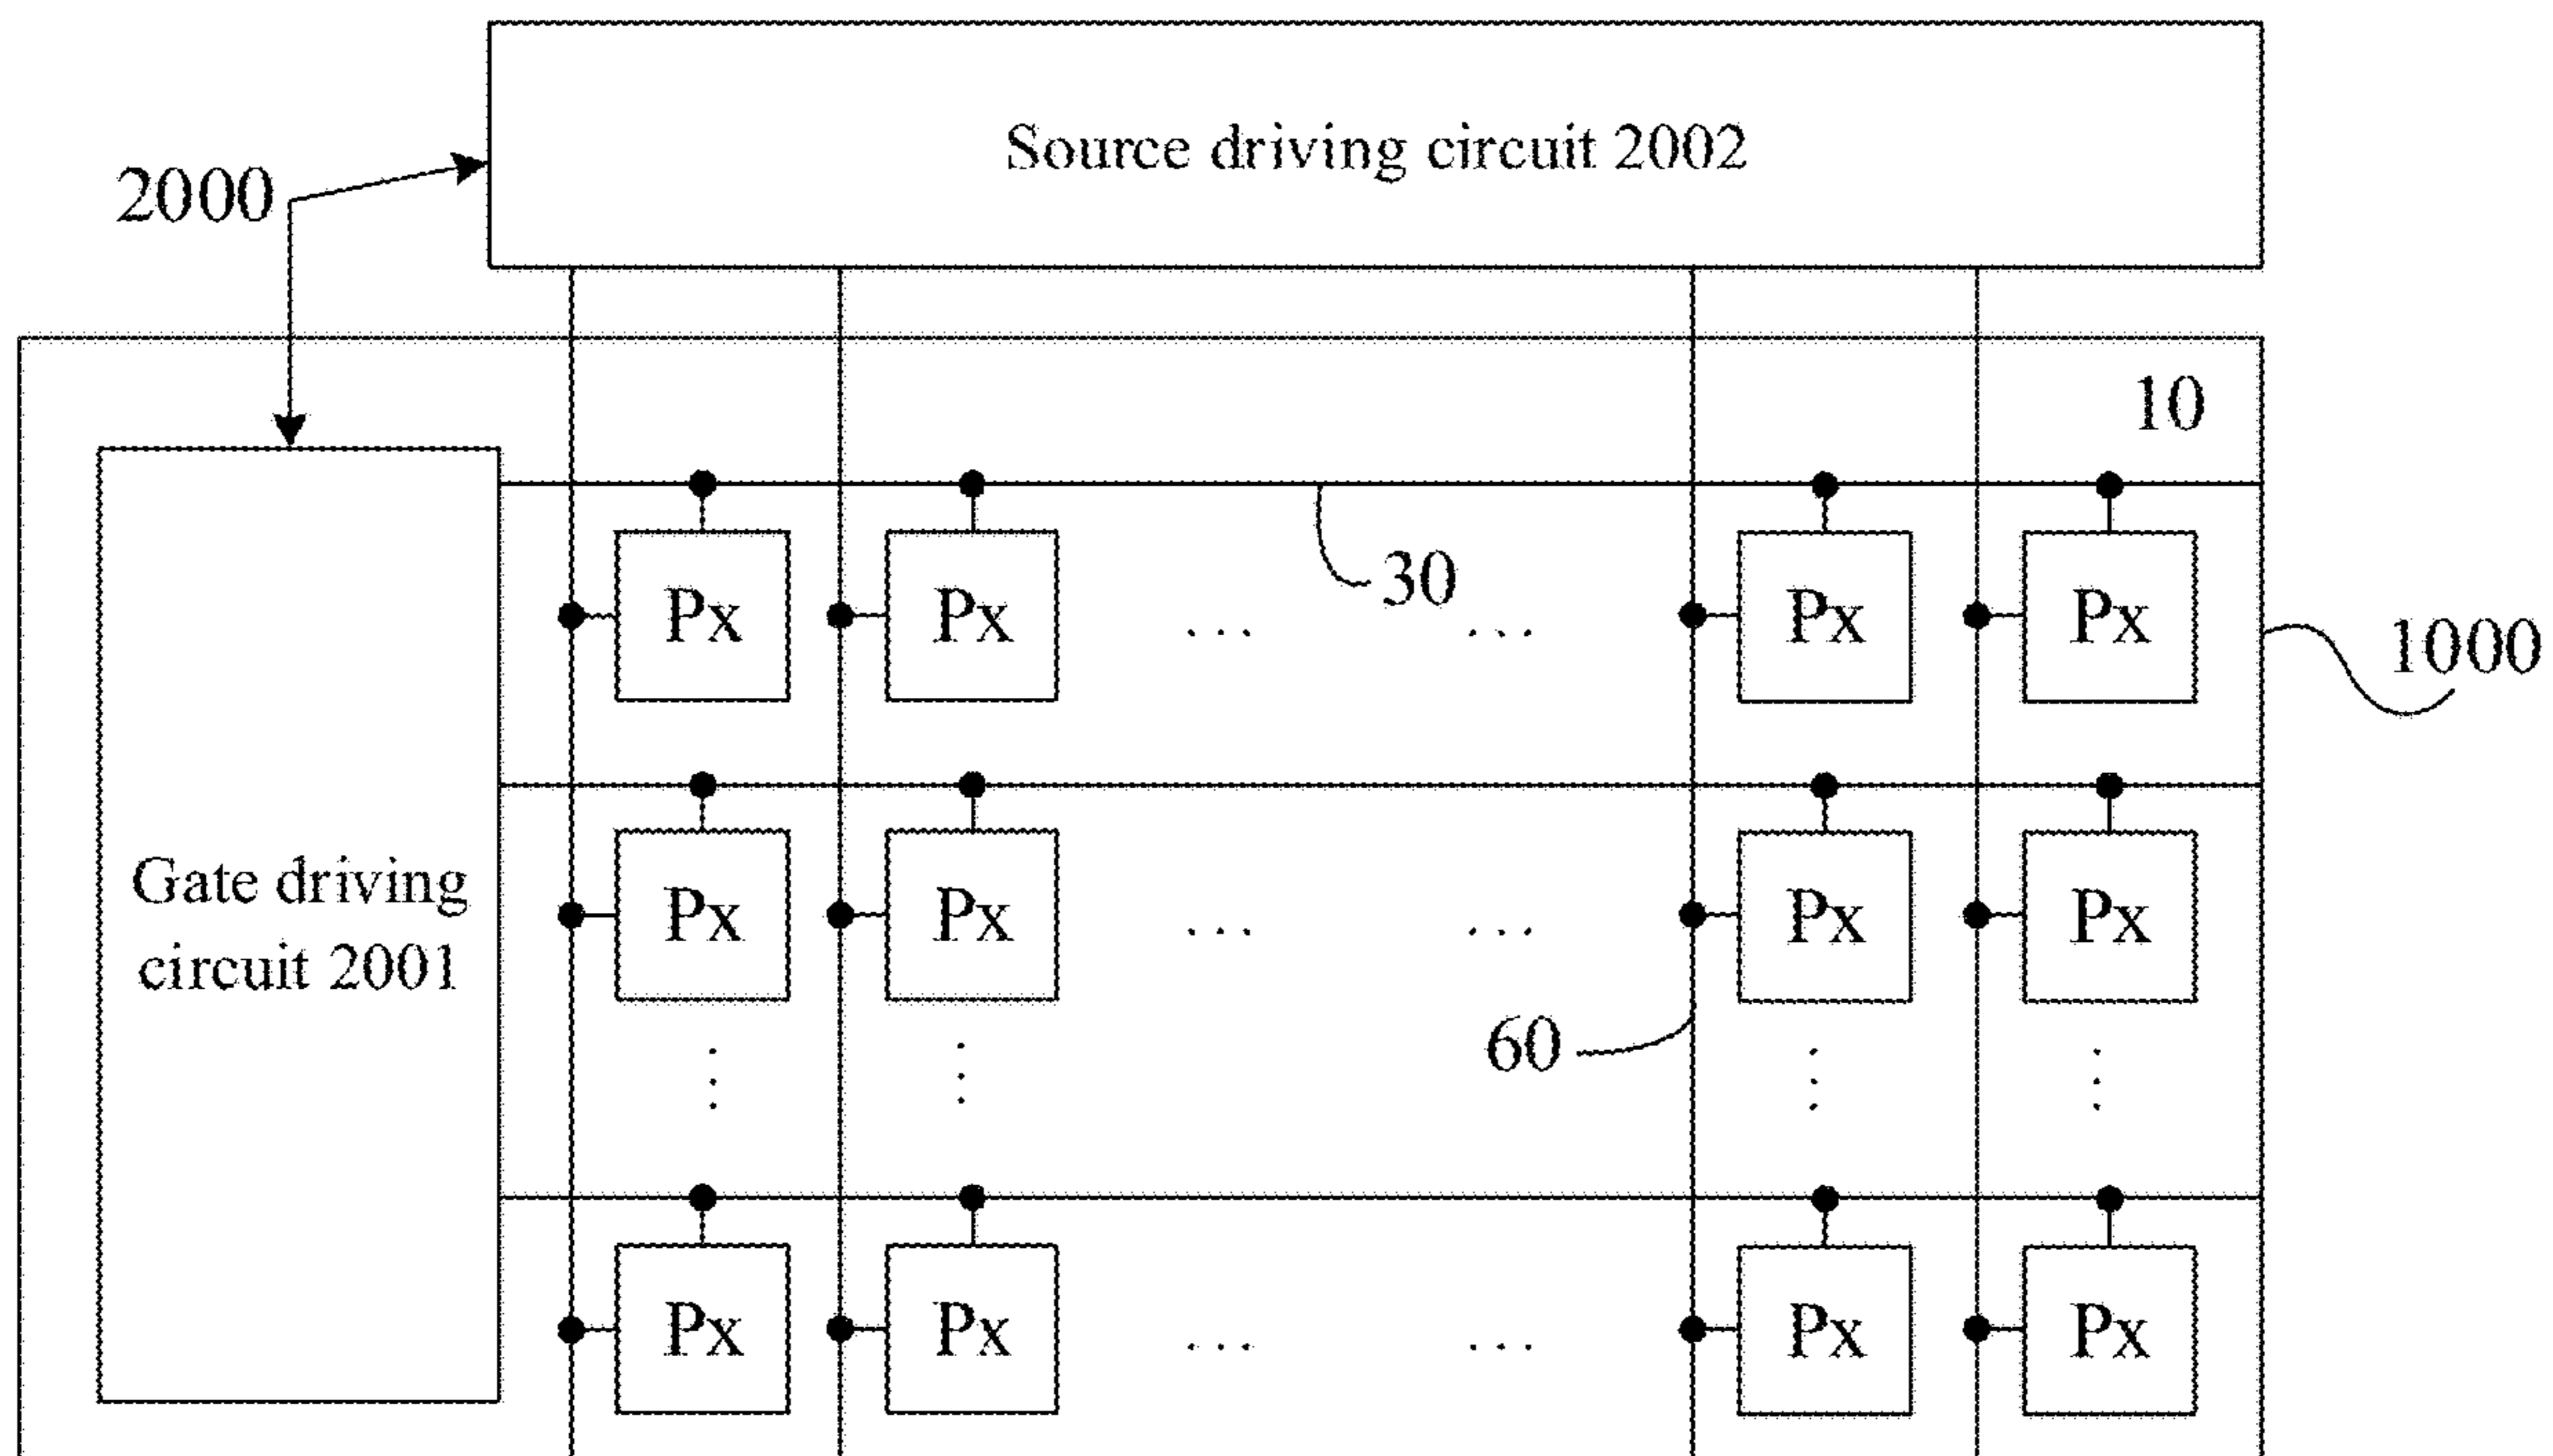 Source driving circuit 2002
2000
10
30
Px Px ... ... Px Px
1000
Px Px ... ... Px Px
Gate driving
circuit 2001
60
Px Px ... ... Px Px